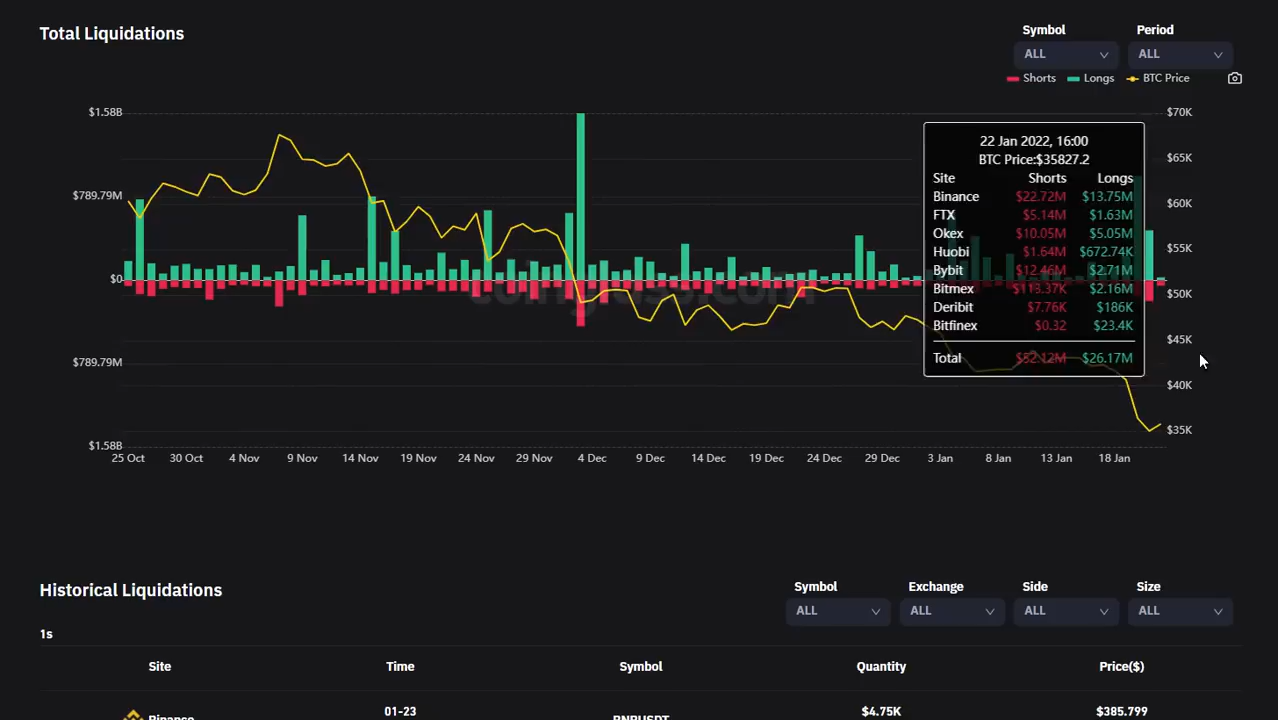 Total Liquidations
Symbol Period
ALL ALL
Shorts Longs BTC Price
$1.58B $70K
$65K
$789.79M $60K
$55K
$0 $50K
$45K
$789.79M $40K
$35K
$1.58B
22 Jan 2022, 16:00
BTC Price:$35827.2
Site Shorts Longs
Binance $22.72M $13.75M
FTX $5.14M $1.63M
Okex $10.05M $5.05M
Huobi $1.64M $672.74K
Bybit $12.46M $2.71M
Bitmex $113.37K $2.16M
Deribit $7.76K $186K
Bitfinex $0.32 $23.4K
Total $52.12M $26.17M
25 Oct 30 Oct 4 Nov 9 Nov 14 Nov 19 Nov 24 Nov 29 Nov 4 Dec 9 Dec 14 Dec 19 Dec 24 Dec 29 Dec 3 Jan 8 Jan 13 Jan 18 Jan
Historical Liquidations
Symbol Exchange Side Size
ALL ALL ALL ALL
1s
Site Time Symbol Quantity Price($)
Binance 01-23 BNBUSDT $4.75K $385.799